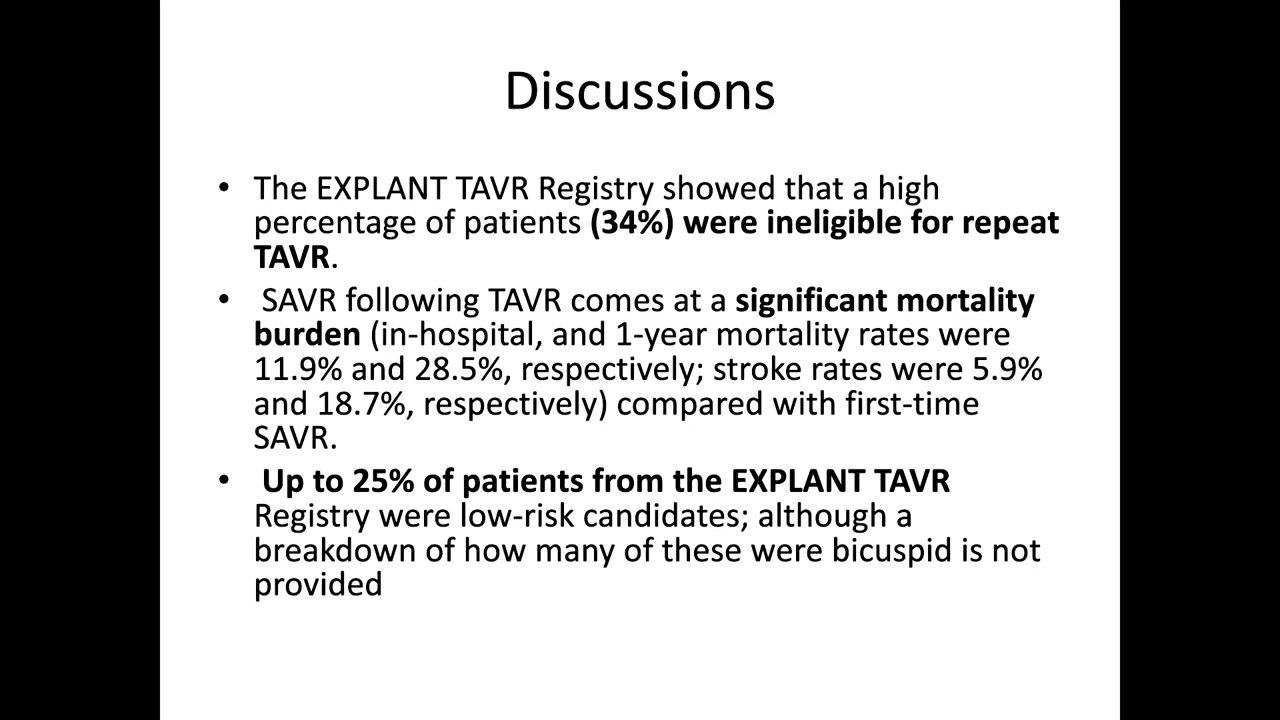 Discussions
• The EXPLANT TAVR Registry showed that a high
percentage of patients (34%) were ineligible for repeat
TAVR.
• SAVR following TAVR comes at a significant mortality
burden (in-hospital, and 1-year mortality rates were
11.9% and 28.5%, respectively; stroke rates were 5.9%
and 18.7%, respectively) compared with first-time
SAVR.
• Up to 25% of patients from the EXPLANT TAVR
Registry were low-risk candidates; although a
breakdown of how many of these were bicuspid is not
provided